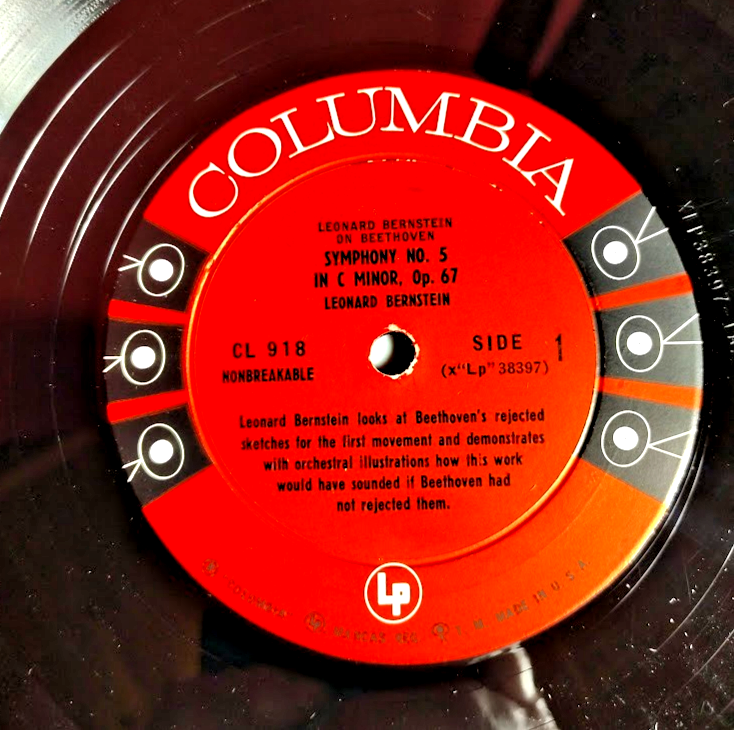 COLUMBIA
LEONARD BERNSTEIN
ON BEETHOVEN
SYMPHONY NO. 5
IN C MINOR, Op. 67
LEONARD BERNSTEIN
CL 918
NONBREAKABLE
SIDE 1
(x"Lp"38397)
Leonard Bernstein looks at Beethoven's rejected
sketches for the first movement and demonstrates
with orchestral illustrations how this work
would have sounded if Beethoven had
not rejected them.
Lp
MADE IN U.S.A.